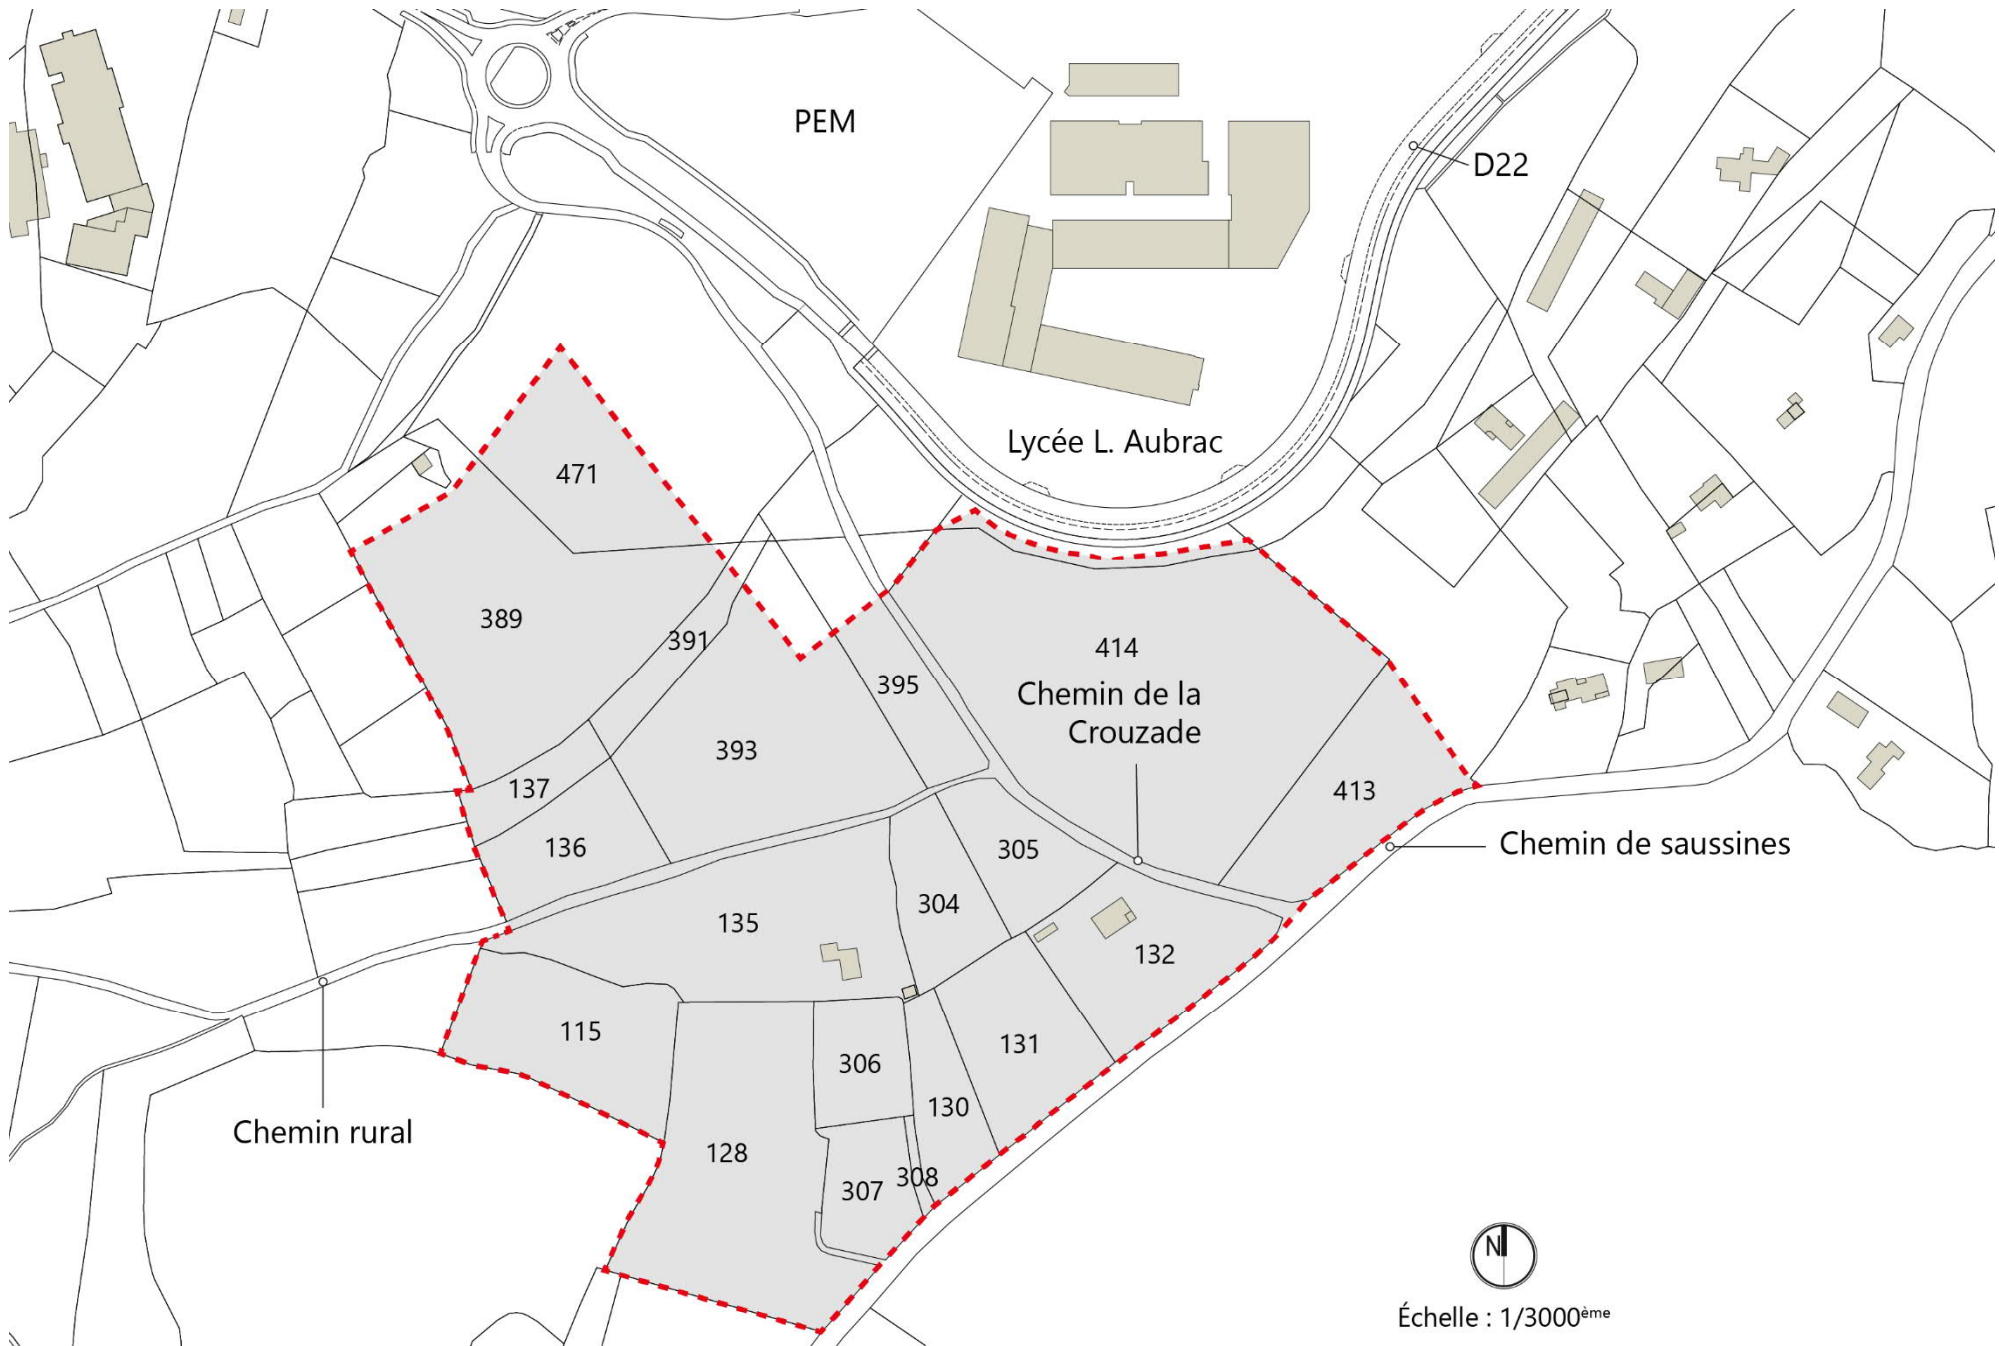 PEM
D22
Lycée L. Aubrac
471
389
391
414
395
Chemin de la
Crouzade
393
137
413
136
305
Chemin de saussines
304
135
132
115
306
131
130
Chemin rural
128
308
307
N
Échelle : 1/3000ème